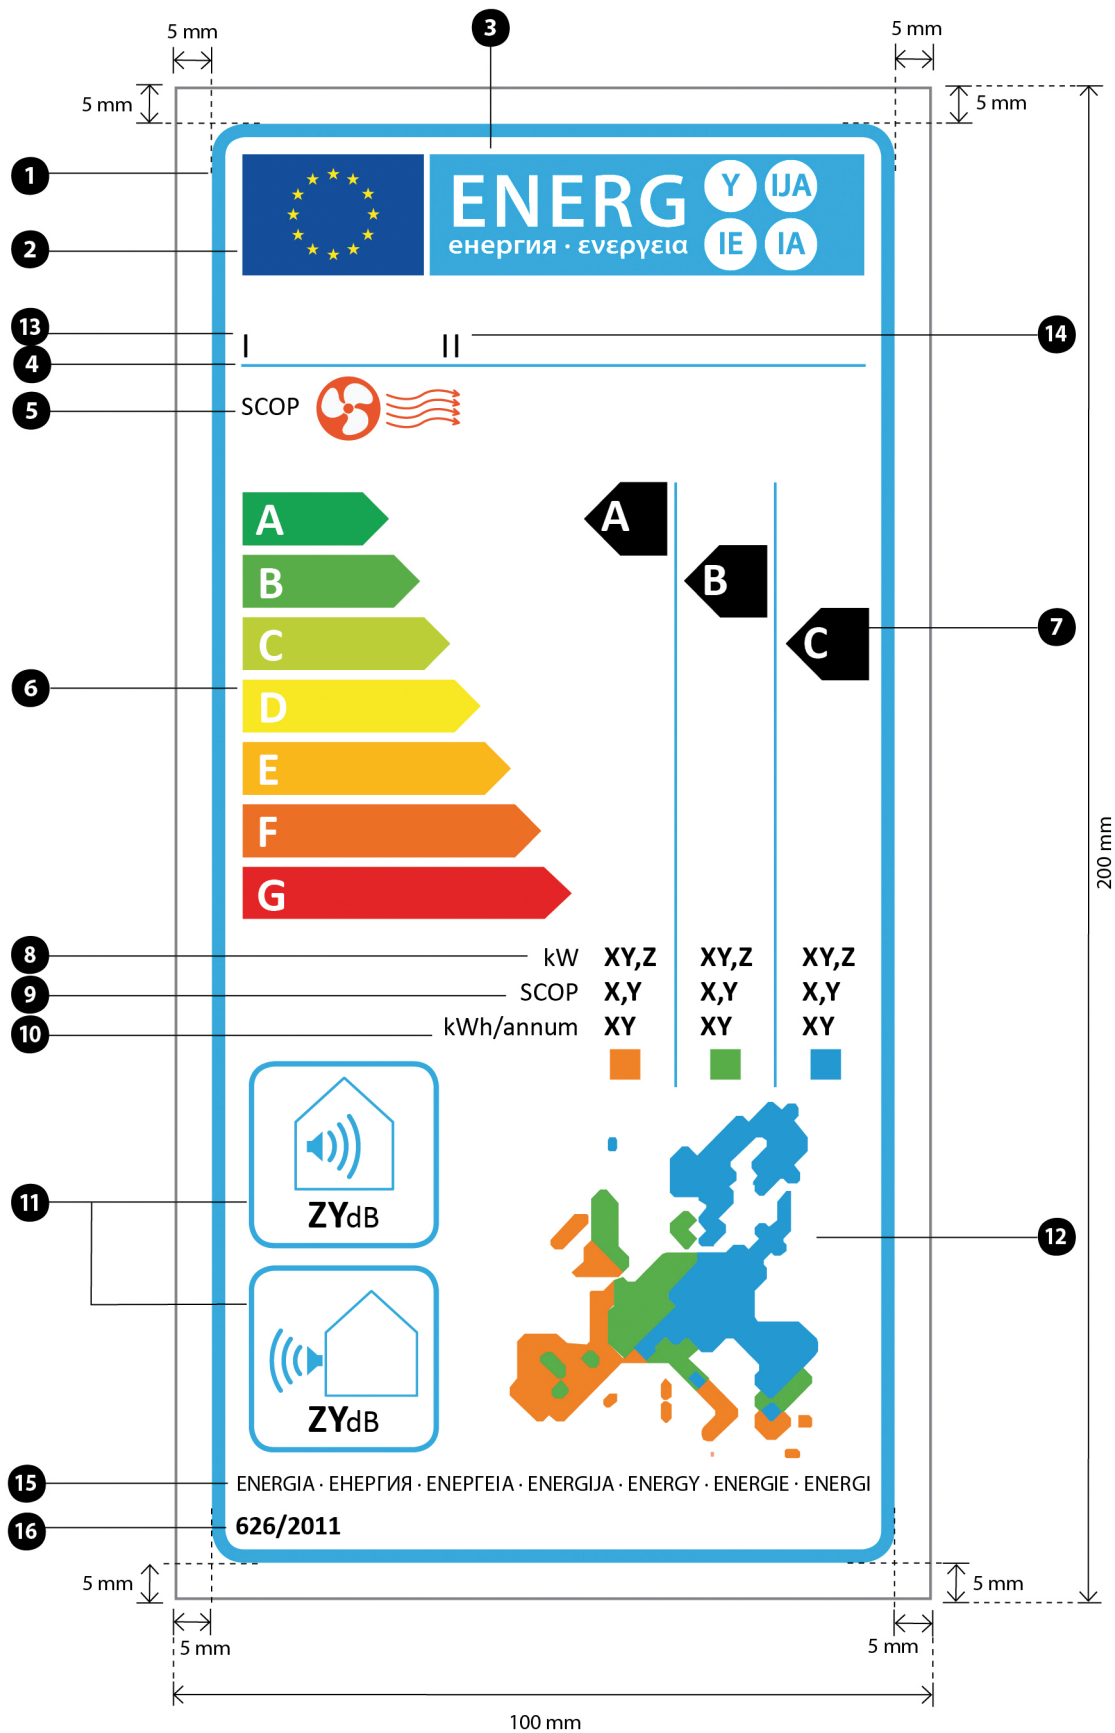 3
5 mm
5 mm
5 mm
5 mm
1
ENERG Y IJA
енергия · ενεργεια IE IA
2
13
I II
14
4
5
SCOP
A A
B B
C C
7
6
D
E
F
G
200 mm
8
kW XY,Z XY,Z XY,Z
9
SCOP X,Y X,Y X,Y
10
kWh/annum XY XY XY
11
ZYdB
12
ZYdB
15
ENERGIA · ЕНЕРГИЯ · ΕΝΕΡΓΕΙΑ · ENERGIJA · ENERGY · ENERGIE · ENERGI
16
626/2011
5 mm
5 mm
5 mm
5 mm
100 mm